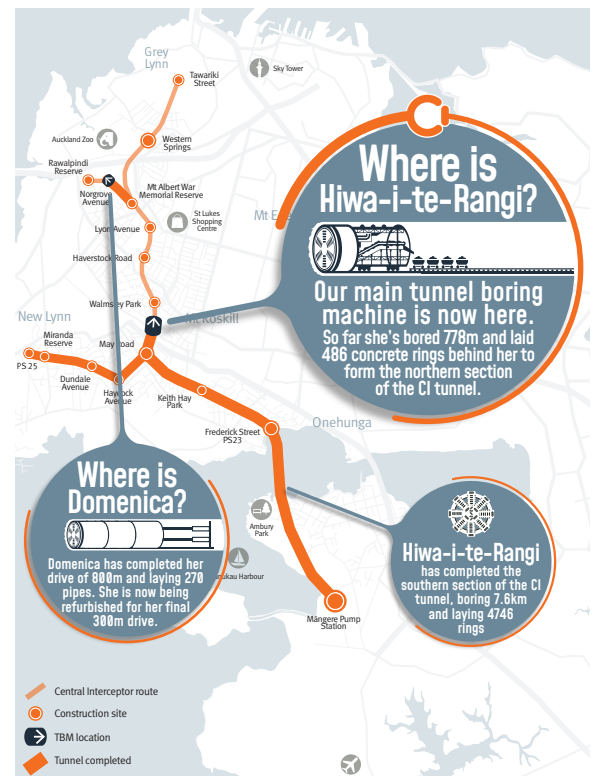 Grey
Lynn
Tawariki
Street
Sky Tower
Auckland Zoo
Western
Springs
Rawalpindi
Reserve
Norgrove
Avenue
Mt Albert War
Memorial Reserve
Lyon Avenue
St Lukes
Shopping
Centre
Mt E
Haverstock Road
Walmsley Park
Where is
Hiwa-i-te-Rangi?
Our main tunnel boring
machine is now here.
So far she's bored 778m and laid
486 concrete rings behind her to
form the northern section
of the CI tunnel.
New Lynn
Miranda
Reserve
PS 25
May Road
Dundale
Avenue
Haycock
Avenue
Keith Hay
Park
Frederick Street
PS23
Onehunga
Where is
Domenica?
Domenica has completed her
drive of 800m and laying 270
pipes. She is now being
refurbished for her final
300m drive.
Ambury
Park
nukau Harbour
Hiwa-i-te-Rangi
has completed the
southern section of the CI
tunnel, boring 7.6km
and laying 4746
rings
Māngere Pump
Station
Central Interceptor route
Construction site
TBM location
Tunnel completed